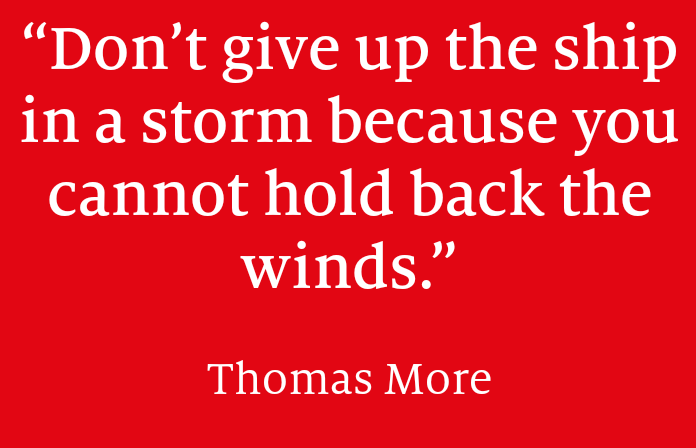 “Don’t give up the ship
in a storm because you
cannot hold back the
winds.”
Thomas More